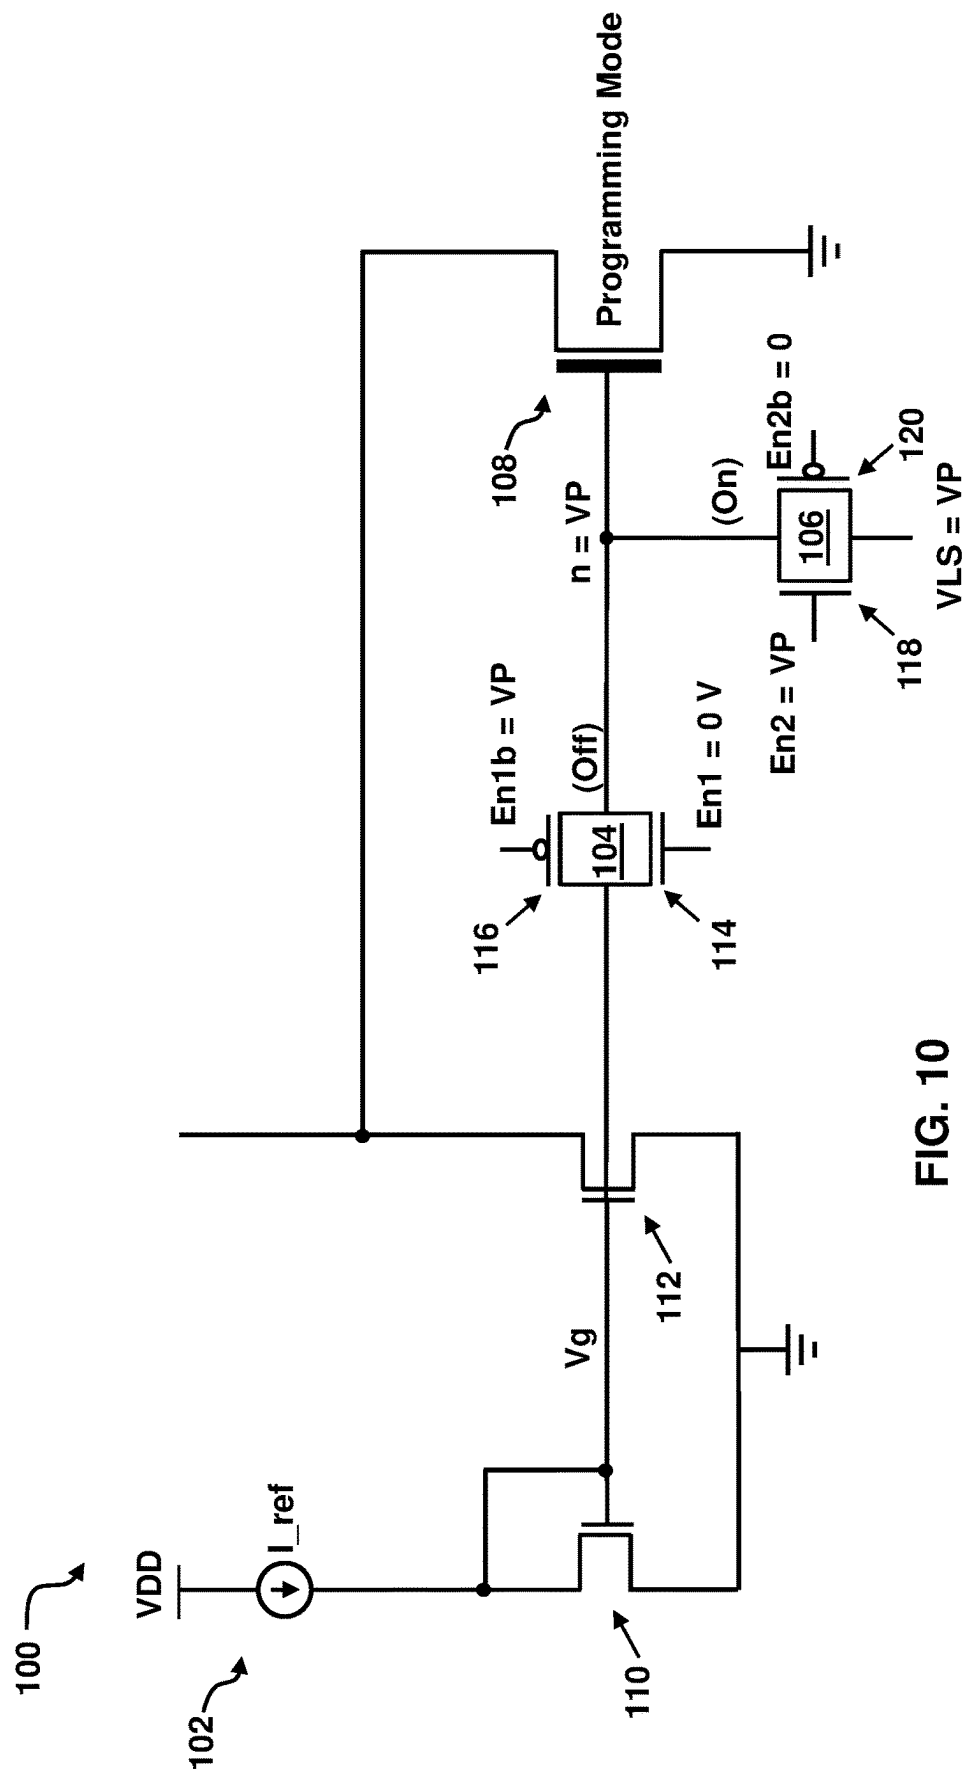 100
102
VDD
I_ref
110
Vg
112
116
En1b = VP
104
(Off)
114
En1 = 0 V
108
n = VP
Programming Mode
(On)
106
En2 = VP
118
En2b = 0
120
VLS = VP
FIG. 10